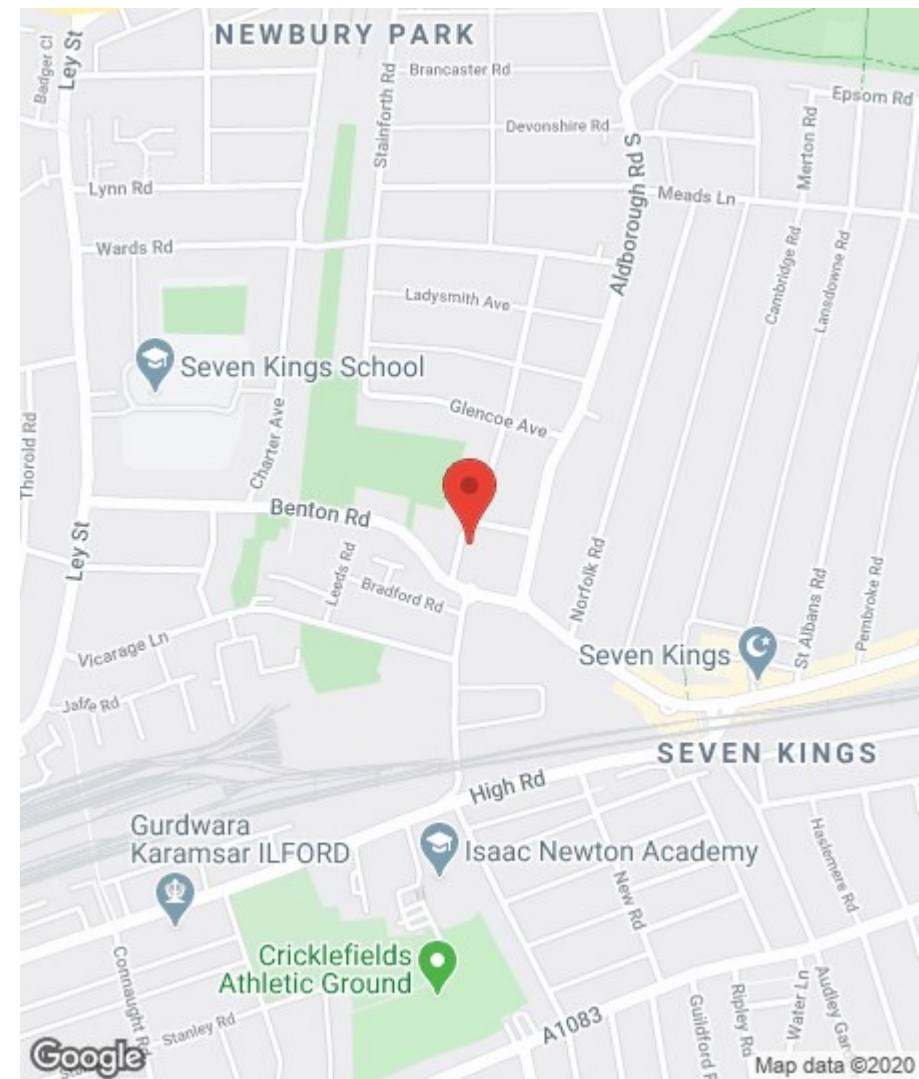 NEWBURY PARK
Badger Cl
Ley St
Stainforth Rd
Brancaster Rd
Devonshire Rd
Epsom Rd
Merton Rd
Aldborough Rd S
Lynn Rd
Meads Ln
Wards Rd
Cambridge Rd
Lansdowne Rd
Ladysmith Ave
Seven Kings School
Glencoe Ave
Thorold Rd
Charter Ave
Benton Rd
Ley St
Leeds Rd
Bradford Rd
Norfolk Rd
St Albans Rd
Pembroke Rd
Vicarage Ln
Seven Kings
Jaffe Rd
SEVEN KINGS
High Rd
Gurdwara
Karamsar ILFORD
Isaac Newton Academy
Haslemere Rd
New Rd
Cricklefields
Athletic Ground
Connaught Rd
Stanley Rd
A1083
Guildford R
Ripley Rd
Water Ln
Audley Gar
Google
Map data ©2020